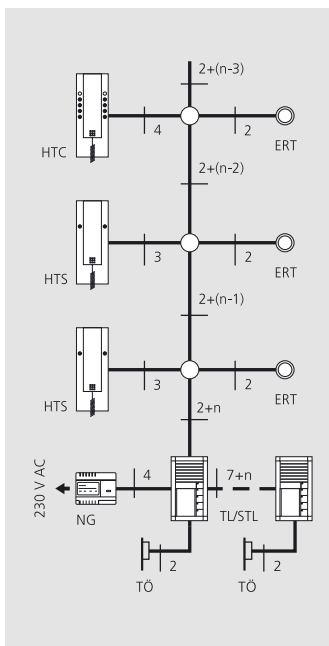 2+(n-3)
4
2
HTC
ERT
2+(n-2)
3
2
HTS
ERT
2+(n-1)
3
2
HTS
ERT
2+n
4
7+n
230 V AC
NG
TL/STL
2
2
TÖ
TÖ